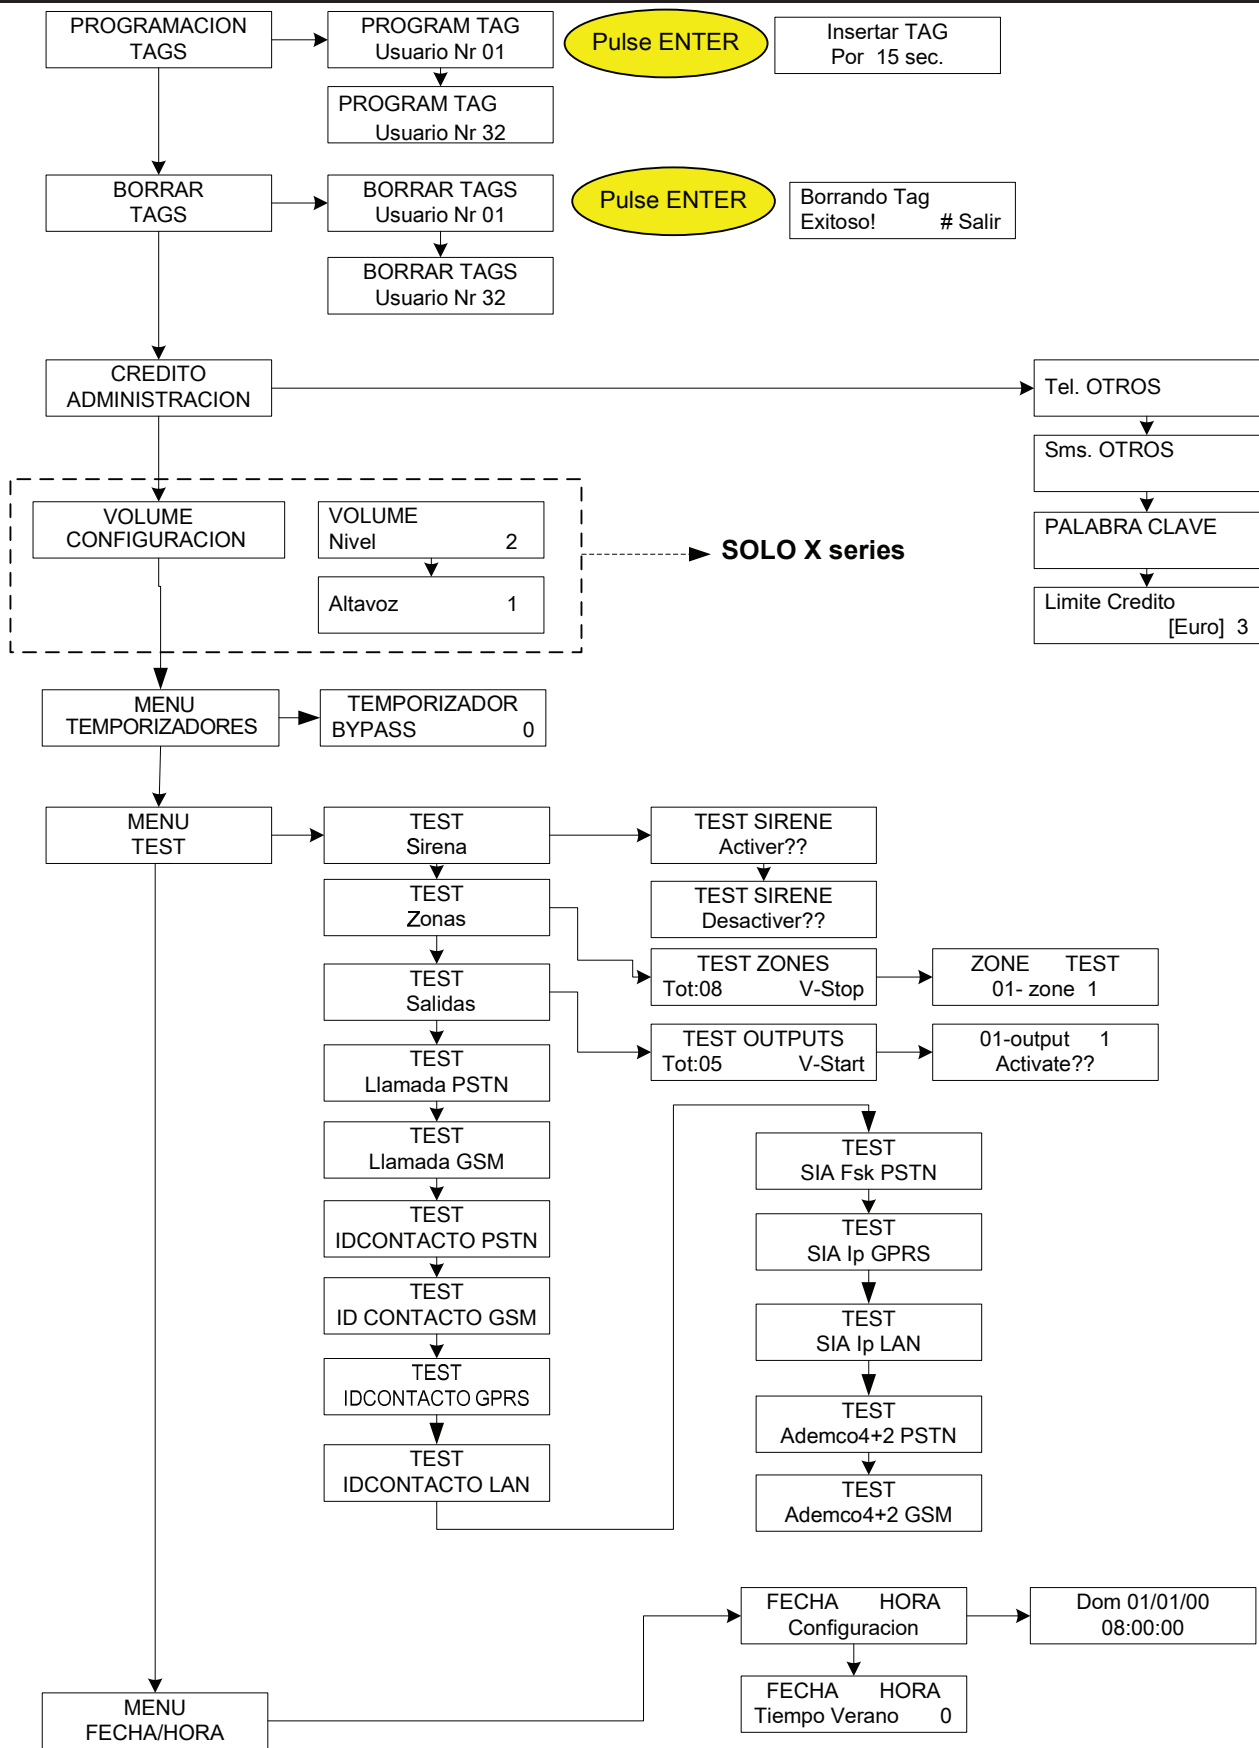 PROGRAMACION
TAGS
PROGRAM TAG
Usuario Nr 01
Pulse ENTER
Insertar TAG
Por 15 sec.
PROGRAM TAG
Usuario Nr 32
BORRAR
TAGS
BORRAR TAGS
Usuario Nr 01
Pulse ENTER
Borrando Tag
Exitoso! # Salir
BORRAR TAGS
Usuario Nr 32
CREDITO
ADMINISTRACION
Tel. OTROS
Sms. OTROS
PALABRA CLAVE
Limite Credito
[Euro] 3
VOLUME
CONFIGURACION
VOLUME
Nivel 2
Altavoz 1
SOLO X series
MENU
TEMPORIZADORES
TEMPORIZADOR
BYPASS 0
MENU
TEST
TEST
Sirena
TEST SIRENE
Activer??
TEST SIRENE
Desactiver??
TEST
Zonas
TEST ZONES
Tot:08 V-Stop
ZONE TEST
01- zone 1
TEST
Salidas
TEST OUTPUTS
Tot:05 V-Start
01-output 1
Activate??
TEST
Llamada PSTN
TEST
Llamada GSM
TEST
IDCONTACTO PSTN
TEST
ID CONTACTO GSM
TEST
IDCONTACTO GPRS
TEST
IDCONTACTO LAN
TEST
SIA Fsk PSTN
TEST
SIA Ip GPRS
TEST
SIA Ip LAN
TEST
Ademco4+2 PSTN
TEST
Ademco4+2 GSM
MENU
FECHA/HORA
FECHA HORA
Configuracion
Dom 01/01/00
08:00:00
FECHA HORA
Tiempo Verano 0